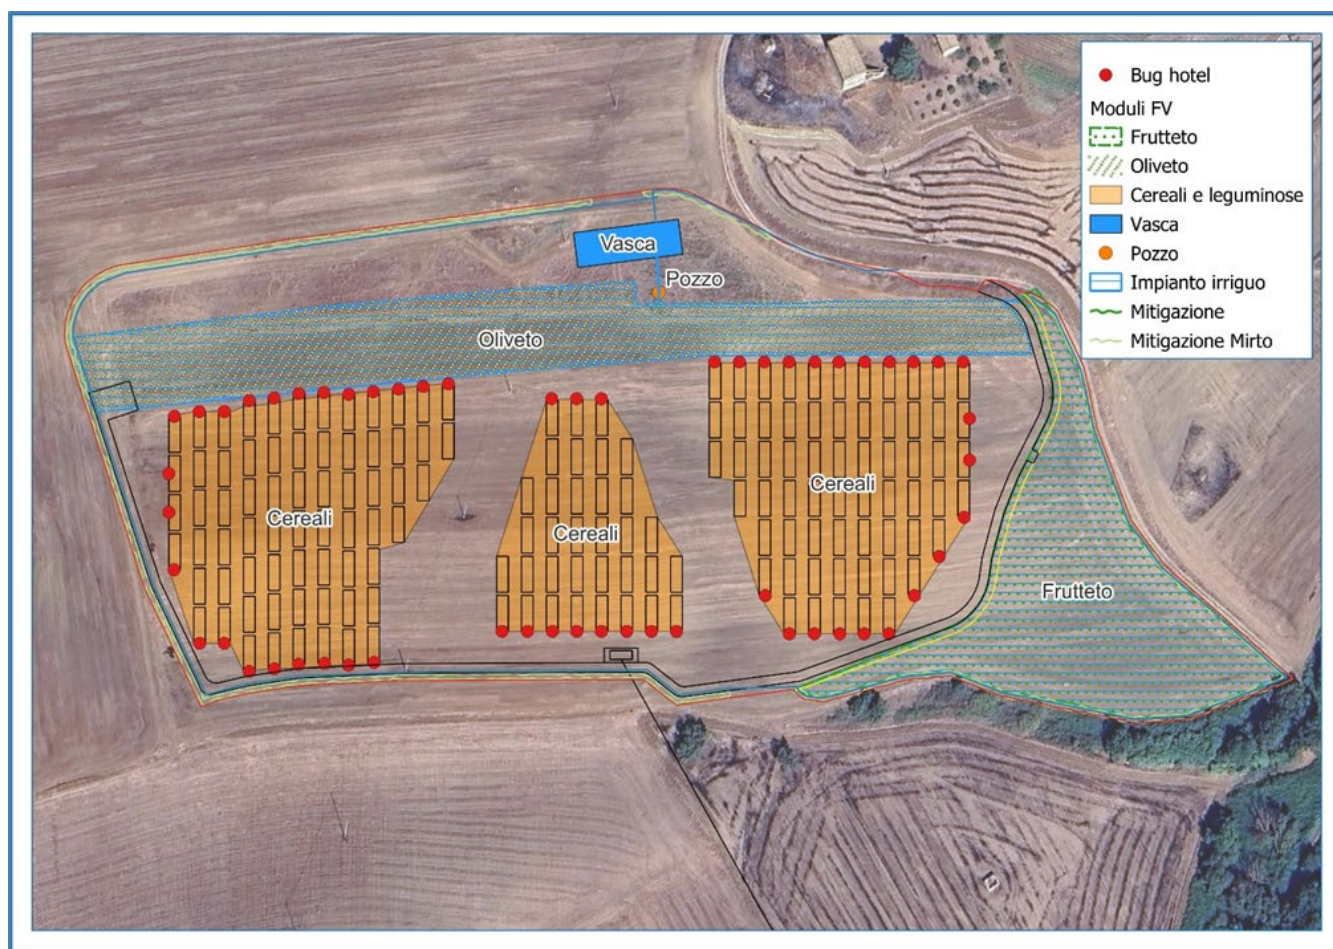 Bug hotel
Moduli FV
Frutteto
Oliveto
Cereali e leguminose
Vasca
Pozzo
Impianto irriguo
Mitigazione
Mitigazione Mirto
Vasca
Pozzo
Oliveto
Cereali
Cereali
Cereali
Frutteto